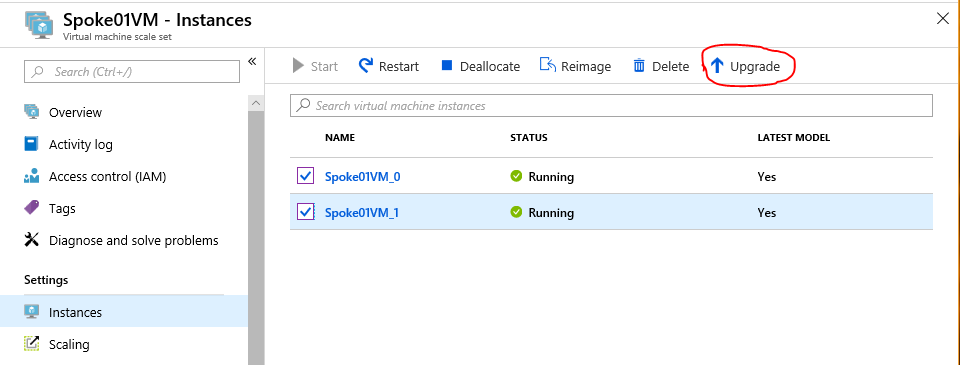 Spoke01VM - Instances
Virtual machine scale set
Search (Ctrl+/)
«
Overview
Activity log
Access control (IAM)
Tags
Diagnose and solve problems
Settings
Instances
Scaling
Start Restart Deallocate Reimage Delete Upgrade
Search virtual machine instances
NAME STATUS LATEST MODEL
Spoke01VM_0 Running Yes
Spoke01VM_1 Running Yes